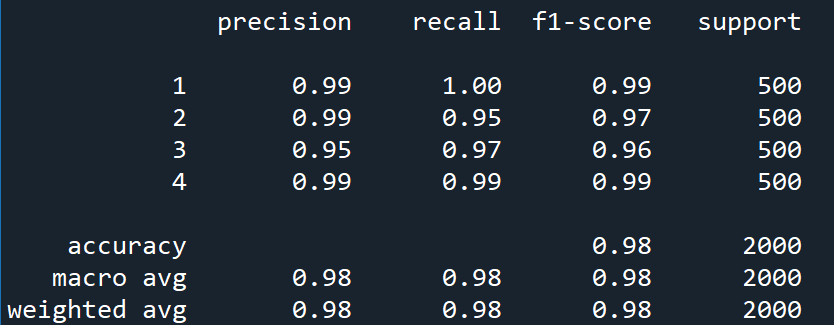 precision recall f1-score support
1 0.99 1.00 0.99 500
2 0.99 0.95 0.97 500
3 0.95 0.97 0.96 500
4 0.99 0.99 0.99 500
accuracy 0.98 2000
macro avg 0.98 0.98 0.98 2000
weighted avg 0.98 0.98 0.98 2000